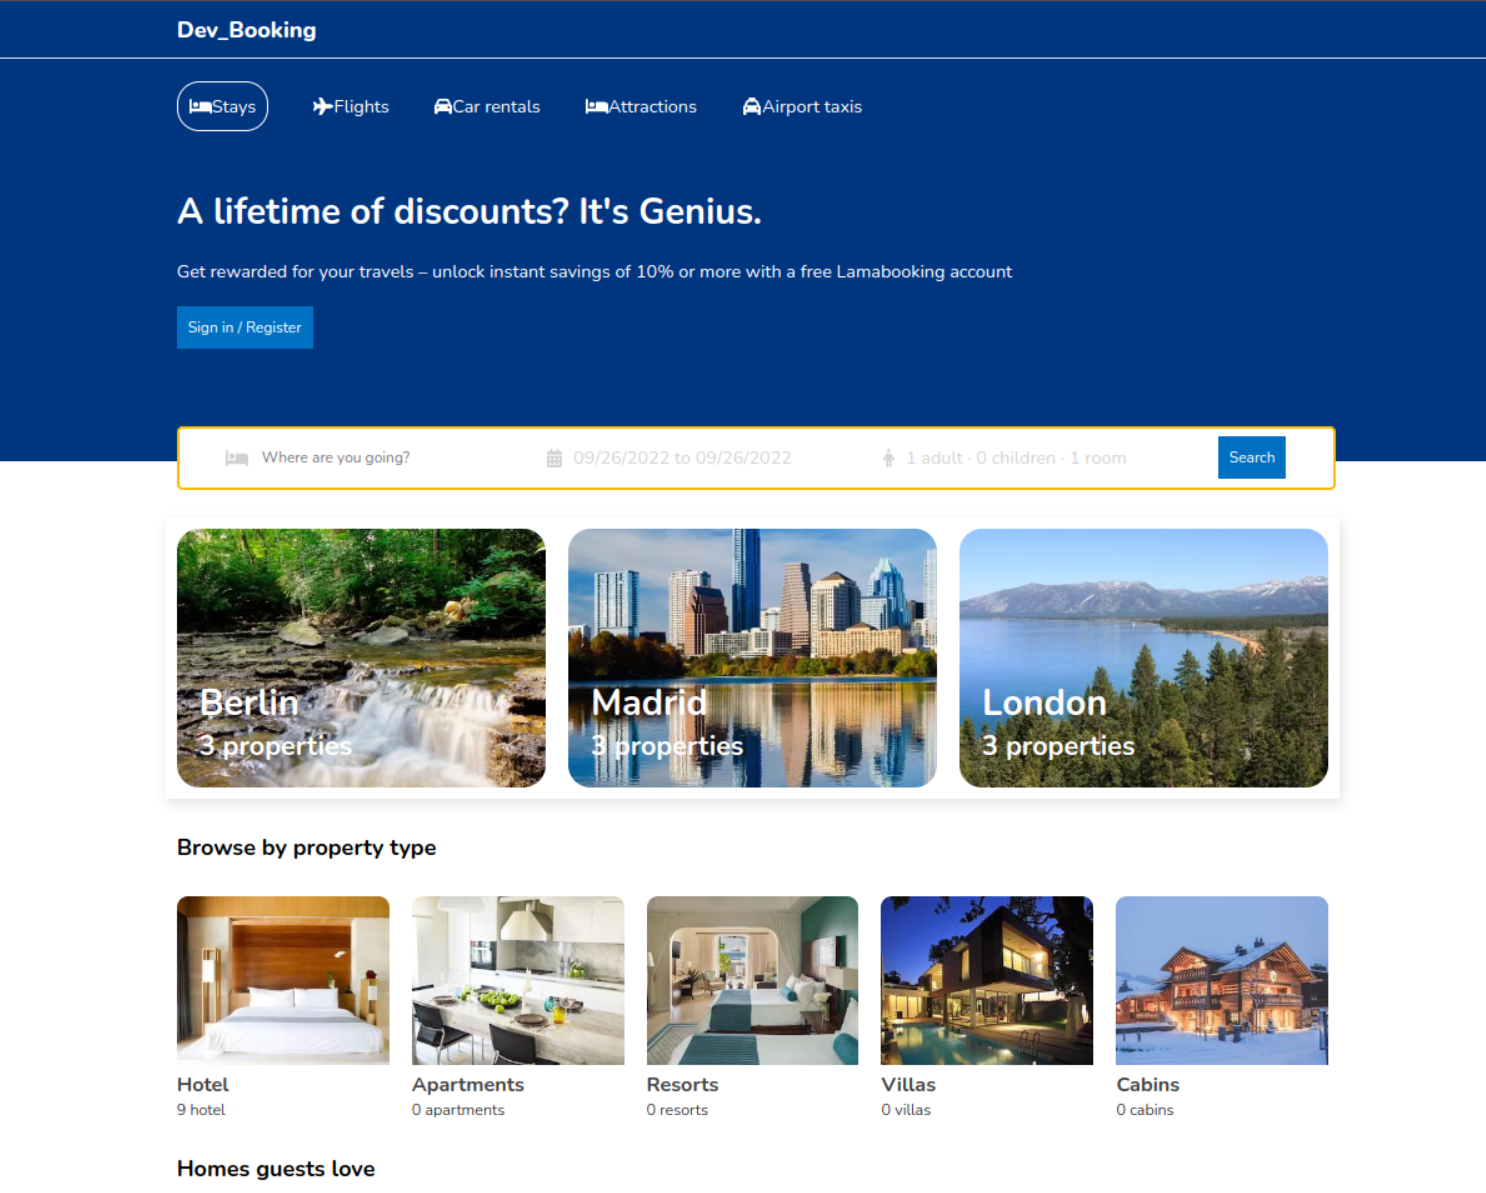 Dev_Booking
Stays Flights Car rentals Attractions Airport taxis
A lifetime of discounts? It's Genius.
Get rewarded for your travels – unlock instant savings of 10% or more with a free Lamabooking account
Sign in / Register
Where are you going? 09/26/2022 to 09/26/2022 1 adult · 0 children · 1 room Search
Berlin Madrid London
3 properties 3 properties 3 properties
Browse by property type
Hotel Apartments Resorts Villas Cabins
9 hotel 0 apartments 0 resorts 0 villas 0 cabins
Homes guests love